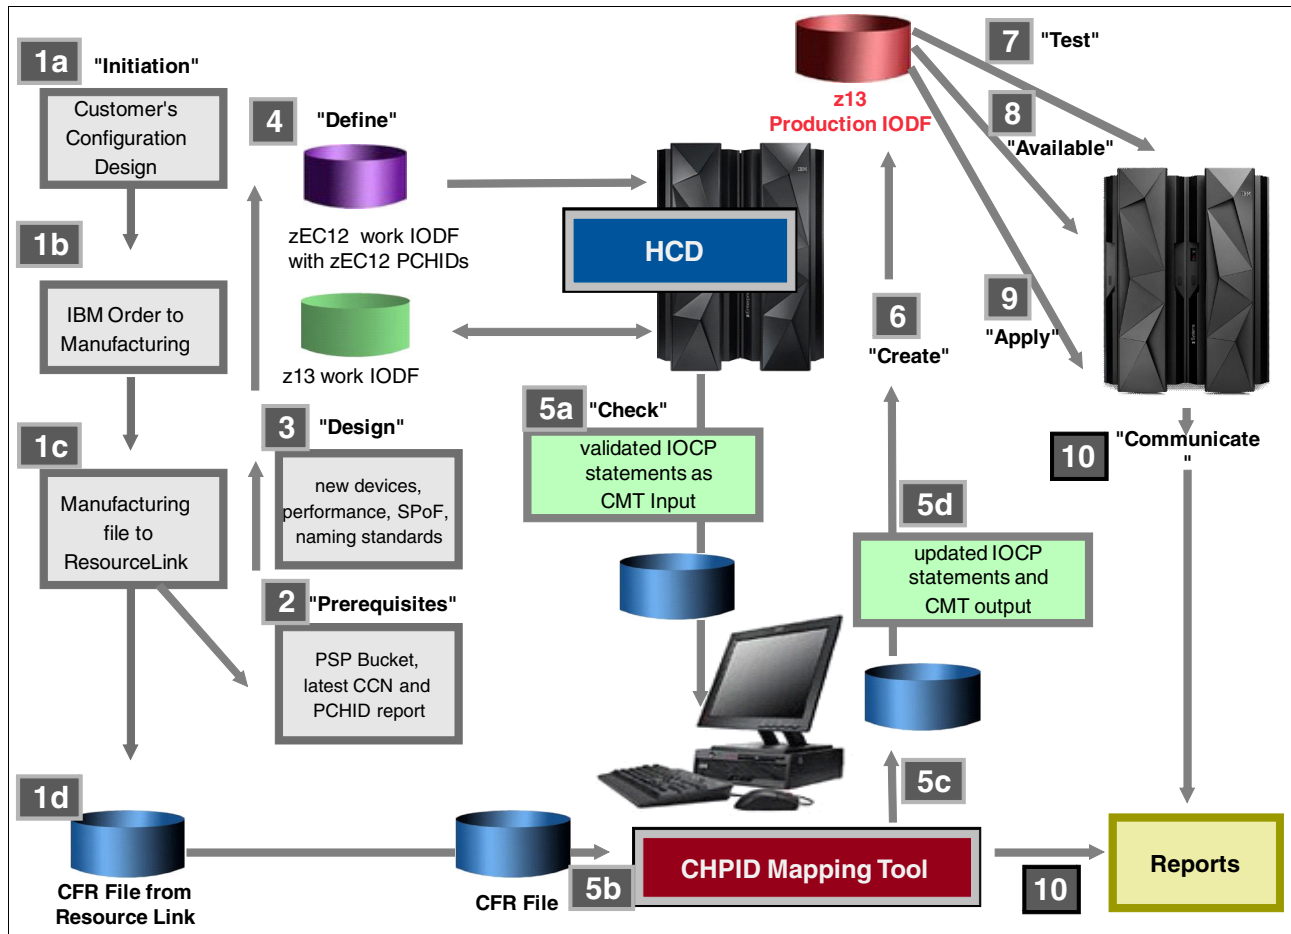 1a
"Initiation"
Customer's
Configuration
Design
1b
IBM Order to
Manufacturing
1c
Manufacturing
file to
ResourceLink
1d
CFR File from
Resource Link
2
"Prerequisites"
PSP Bucket,
latest CCN and
PCHID report
3
"Design"
new devices,
performance, SPoF,
naming standards
4
"Define"
zEC12 work IODF
with zEC12 PCHIDs
z13 work IODF
HCD
5a
"Check"
validated IOCP
statements as
CMT Input
CFR File
5b
CHPID Mapping Tool
5c
5d
updated IOCP
statements and
CMT output
6
"Create"
z13
Production IODF
7
"Test"
8
"Available"
9
"Apply"
10
"Communicate
"
10
Reports